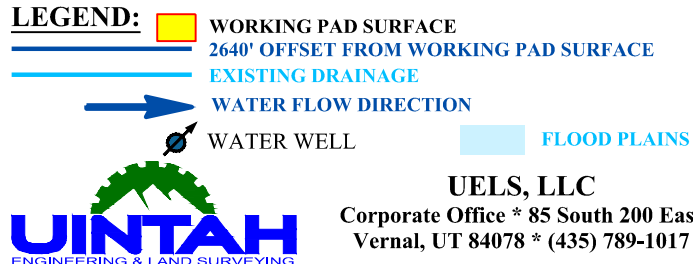 LEGEND:
WORKING PAD SURFACE
2640' OFFSET FROM WORKING PAD SURFACE
EXISTING DRAINAGE
WATER FLOW DIRECTION
WATER WELL
FLOOD PLAINS
UINTAH
ENGINEERING & LAND SURVEYING
UELS, LLC
Corporate Office * 85 South 200 Eas
Vernal, UT 84078 * (435) 789-1017